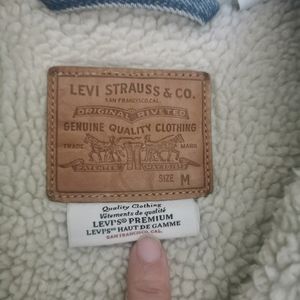 LEVI STRAUSS & CO.
SAN FRANCISCO, CAL.
ORIGINAL RIVETED
GENUINE QUALITY CLOTHING
TRADE MARK
PATENTED
SIZE M
Quality Clothing
Vêtements de qualité
LEVI'S® PREMIUM
LEVI'S® HAUT DE GAMME
SAN FRANCISCO, CAL